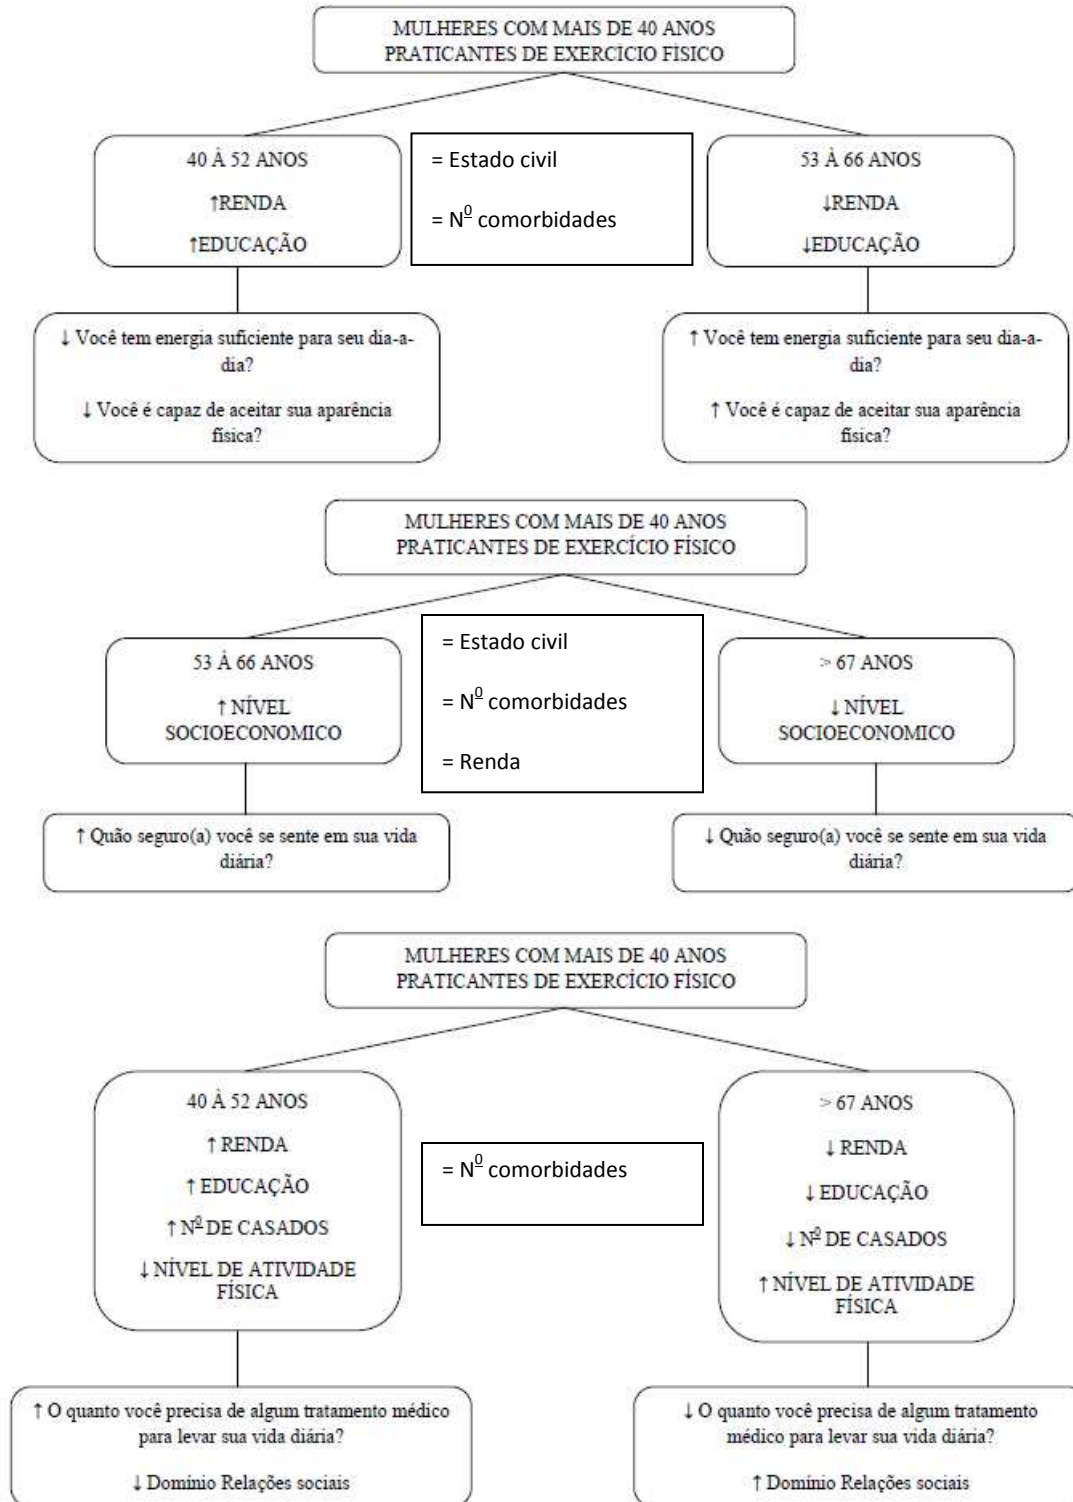 MULHERES COM MAIS DE 40 ANOS
PRATICANTES DE EXERCÍCIO FÍSICO
40 À 52 ANOS
↑RENDA
↑EDUCAÇÃO
= Estado civil
= Nº comorbidades
53 À 66 ANOS
↓RENDA
↓EDUCAÇÃO
↓ Você tem energia suficiente para seu dia-a-
dia?
↓ Você é capaz de aceitar sua aparência
física?
↑ Você tem energia suficiente para seu dia-a-
dia?
↑ Você é capaz de aceitar sua aparência
física?
MULHERES COM MAIS DE 40 ANOS
PRATICANTES DE EXERCÍCIO FÍSICO
53 À 66 ANOS
↑ NÍVEL
SOCIOECONOMICO
= Estado civil
= Nº comorbidades
= Renda
> 67 ANOS
↓ NÍVEL
SOCIOECONOMICO
↑ Quão seguro(a) você se sente em sua vida
diária?
↓ Quão seguro(a) você se sente em sua vida
diária?
MULHERES COM MAIS DE 40 ANOS
PRATICANTES DE EXERCÍCIO FÍSICO
40 À 52 ANOS
↑ RENDA
↑ EDUCAÇÃO
↑ Nº DE CASADOS
↓ NÍVEL DE ATIVIDADE
FÍSICA
= Nº comorbidades
> 67 ANOS
↓ RENDA
↓ EDUCAÇÃO
↓ Nº DE CASADOS
↑ NÍVEL DE ATIVIDADE
FÍSICA
↑ O quanto você precisa de algum tratamento médico
para levar sua vida diária?
↓ Domínio Relações sociais
↓ O quanto você precisa de algum tratamento
médico para levar sua vida diária?
↑ Domínio Relações sociais